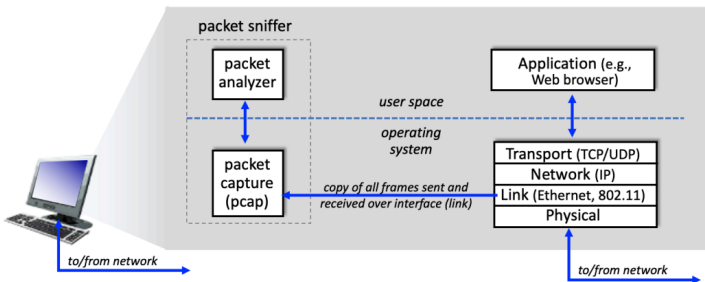 packet sniffer
packet
analyzer
Application (e.g.,
Web browser)
user space
operating
system
packet
capture
(pcap)
copy of all frames sent and
received over interface (link)
Transport (TCP/UDP)
Network (IP)
Link (Ethernet, 802.11)
Physical
to/from network
to/from network